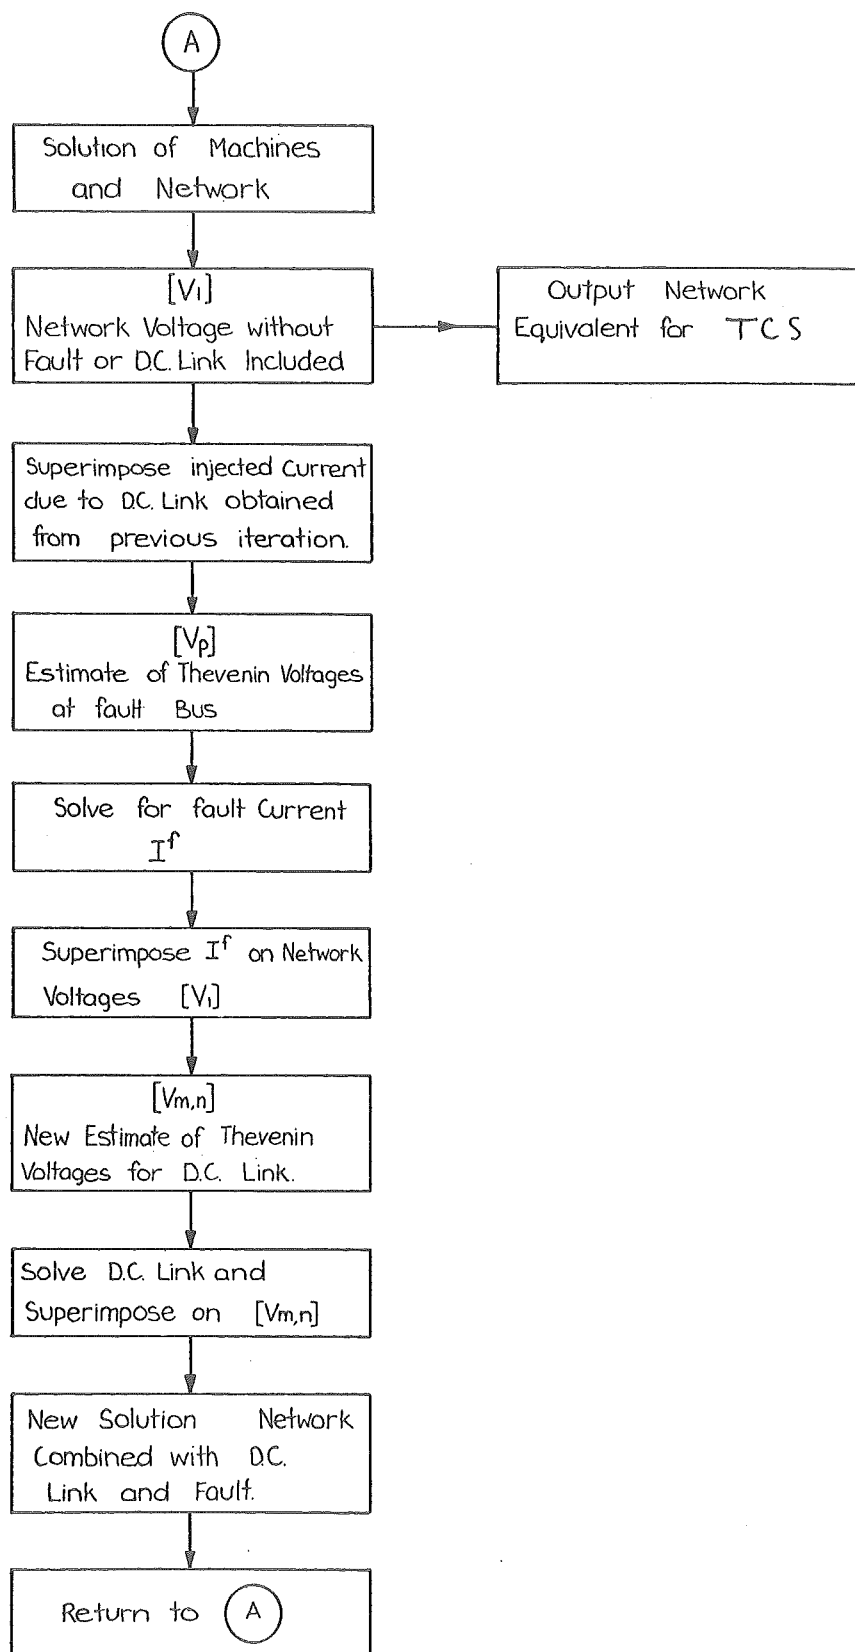 A
Solution of Machines
and Network
[V1]
Network Voltage without
Fault or D.C. Link Included
Output Network
Equivalent for TCS
Superimpose injected Current
due to D.C. Link obtained
from previous iteration.
[Vp]
Estimate of Thevenin Voltages
at fault Bus
Solve for fault Current
I^f
Superimpose I^f on Network
Voltages [V1]
[Vm,n]
New Estimate of Thevenin
Voltages for D.C. Link.
Solve D.C. Link and
Superimpose on [Vm,n]
New Solution Network
Combined with D.C.
Link and Fault.
Return to A